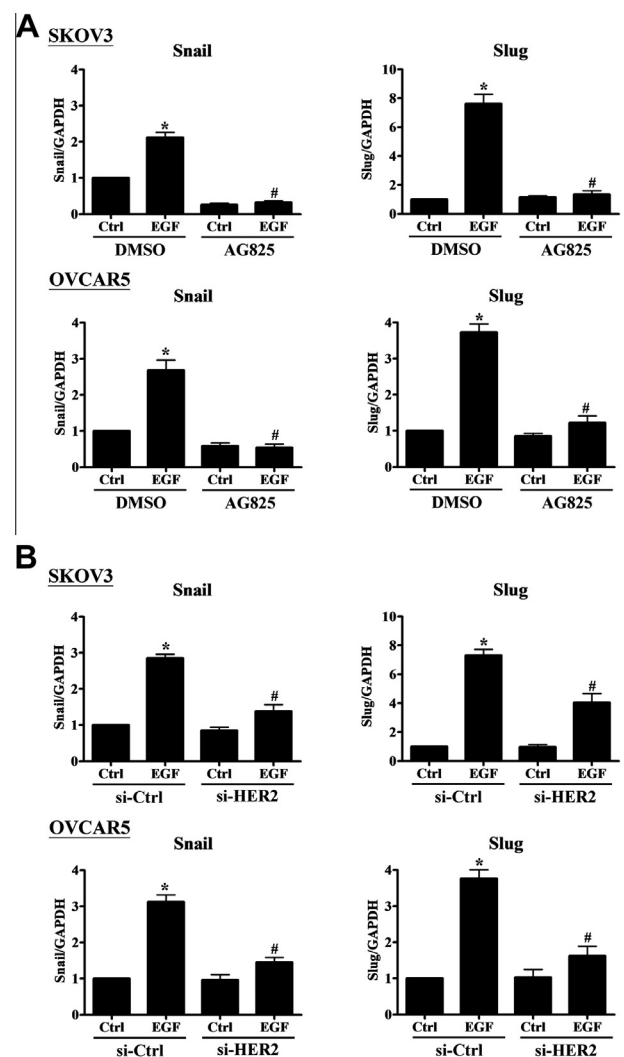 A
SKOV3
Snail
Snail/GAPDH
4
3
2
1
0
*
#
Ctrl EGF Ctrl EGF
DMSO AG825
Slug
Slug/GAPDH
10
8
6
4
2
0
*
#
Ctrl EGF Ctrl EGF
DMSO AG825
OVCAR5
Snail
Snail/GAPDH
4
3
2
1
0
*
#
Ctrl EGF Ctrl EGF
DMSO AG825
Slug
Slug/GAPDH
4
3
2
1
0
*
#
Ctrl EGF Ctrl EGF
DMSO AG825
B
SKOV3
Snail
Snail/GAPDH
4
3
2
1
0
*
#
Ctrl EGF Ctrl EGF
si-Ctrl si-HER2
Slug
Slug/GAPDH
10
8
6
4
2
0
*
#
Ctrl EGF Ctrl EGF
si-Ctrl si-HER2
OVCAR5
Snail
Snail/GAPDH
4
3
2
1
0
*
#
Ctrl EGF Ctrl EGF
si-Ctrl si-HER2
Slug
Slug/GAPDH
4
3
2
1
0
*
#
Ctrl EGF Ctrl EGF
si-Ctrl si-HER2